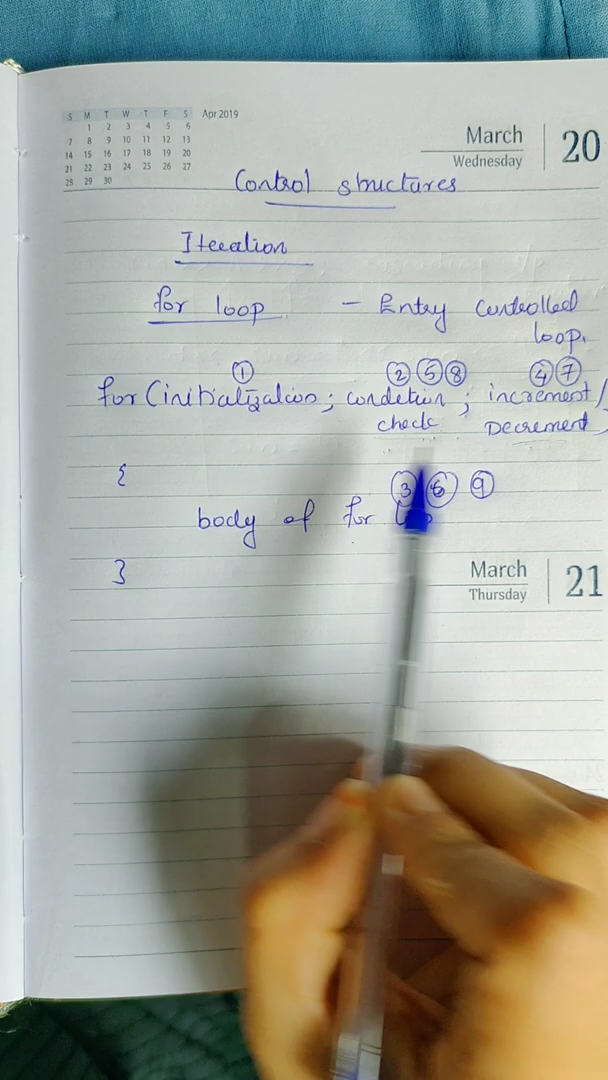 S M T W T F S Apr 2019
1 2 3 4 5 6
7 8 9 10 11 12 13
14 15 16 17 18 19 20
21 22 23 24 25 26 27
28 29 30
March
Wednesday
20
Control structures
Iteration
for loop - Entry Controlled
loop.
① ② ⑤ ⑧ ④ ⑦
for (initialization; condition; increment/
check Decrement)
{
③ ⑥ ⑨
body of for
}
March
Thursday
21